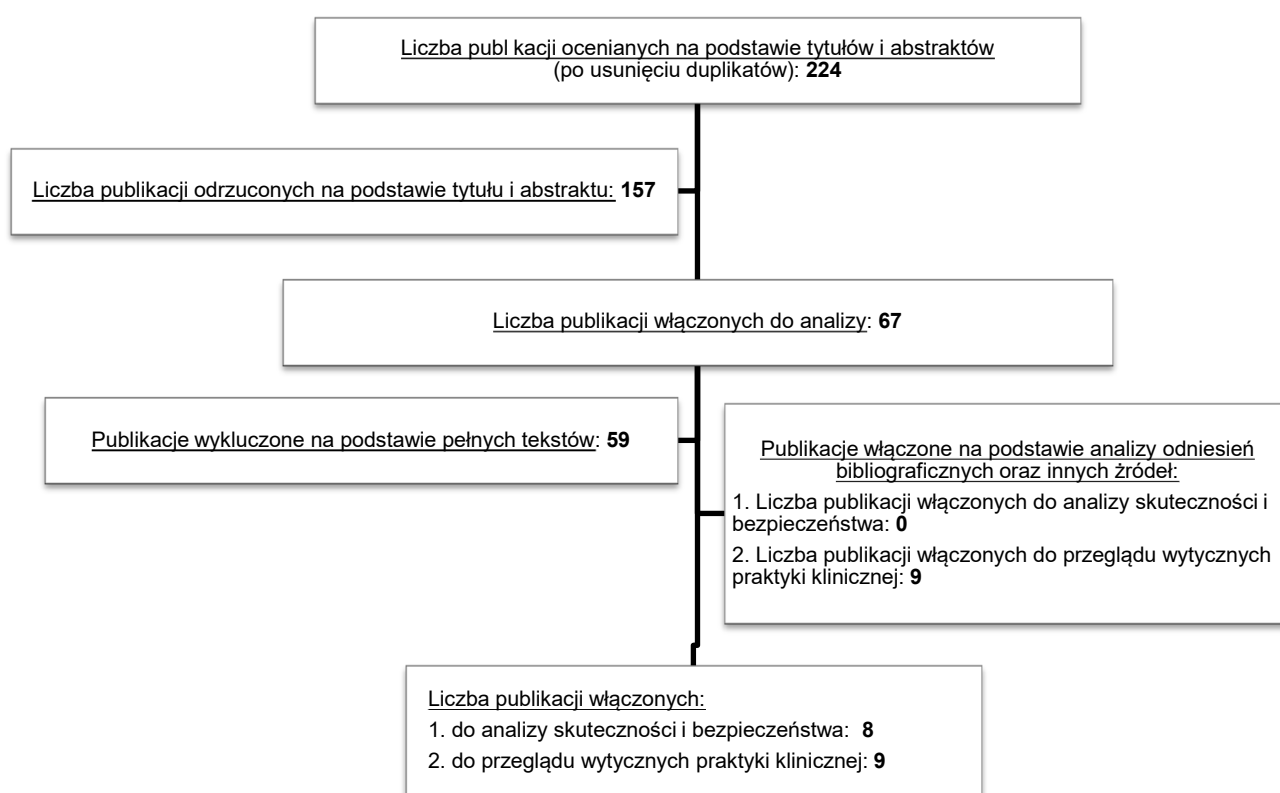 Liczba publ kacji ocenianych na podstawie tytułów i abstraktów
(po usunięciu duplikatów): 224
Liczba publikacji odrzuconych na podstawie tytułu i abstraktu: 157
Liczba publikacji włączonych do analizy: 67
Publikacje wykluczone na podstawie pełnych tekstów: 59
Publikacje włączone na podstawie analizy odniesień
bibliograficznych oraz innych źródeł:
1. Liczba publikacji włączonych do analizy skuteczności i
bezpieczeństwa: 0
2. Liczba publikacji włączonych do przeglądu wytycznych
praktyki klinicznej: 9
Liczba publikacji włączonych:
1. do analizy skuteczności i bezpieczeństwa: 8
2. do przeglądu wytycznych praktyki klinicznej: 9